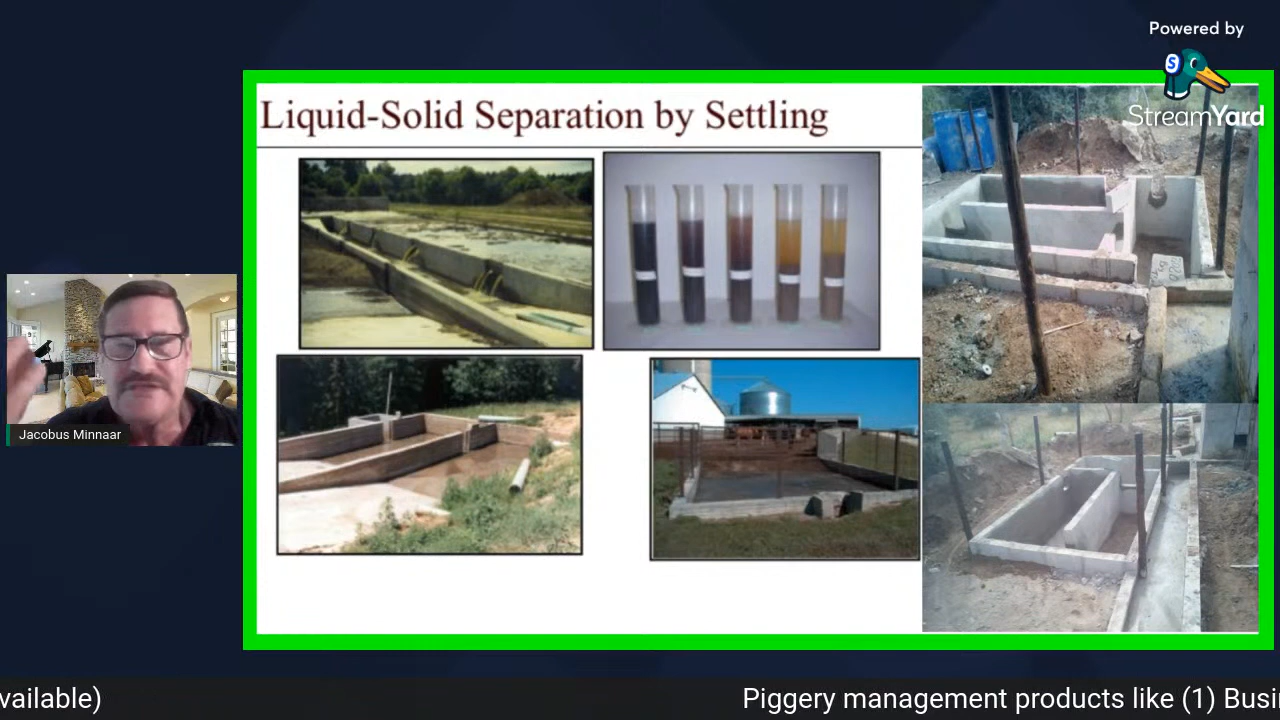 Powered by
StreamYard
Liquid-Solid Separation by Settling
Jacobus Minnaar
vailable)
Piggery management products like (1) Busi